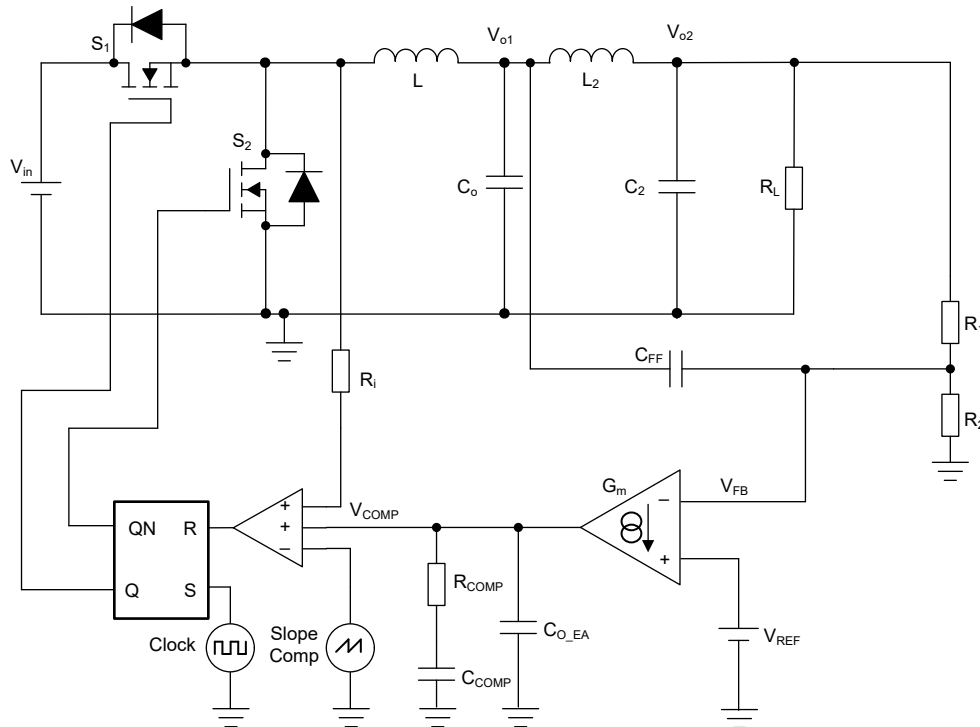 S1
Vo1
Vo2
L
L2
S2
Vin
Co
C2
RL
CFF
Ri
Gm
VFB
VCOMP
+
+
−
−
+
QN
R
Q
S
RCOMP
CO_EA
VREF
Clock
Slope
Comp
CCOMP